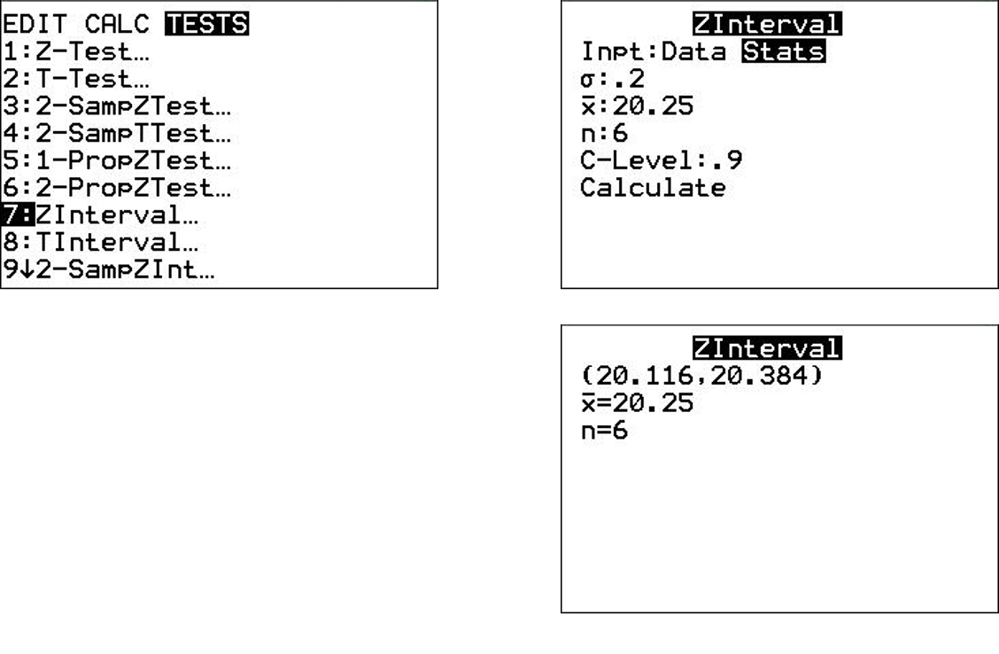 EDIT CALC TESTS
1:Z-Test…
2:T-Test…
3:2-SampZTest…
4:2-SampTTest…
5:1-PropZTest…
6:2-PropZTest…
7:ZInterval…
8:TInterval…
9↓2-SampZInt…
ZInterval
Inpt:Data Stats
σ:.2
x̄:20.25
n:6
C-Level:.9
Calculate
ZInterval
(20.116,20.384)
x̄=20.25
n=6